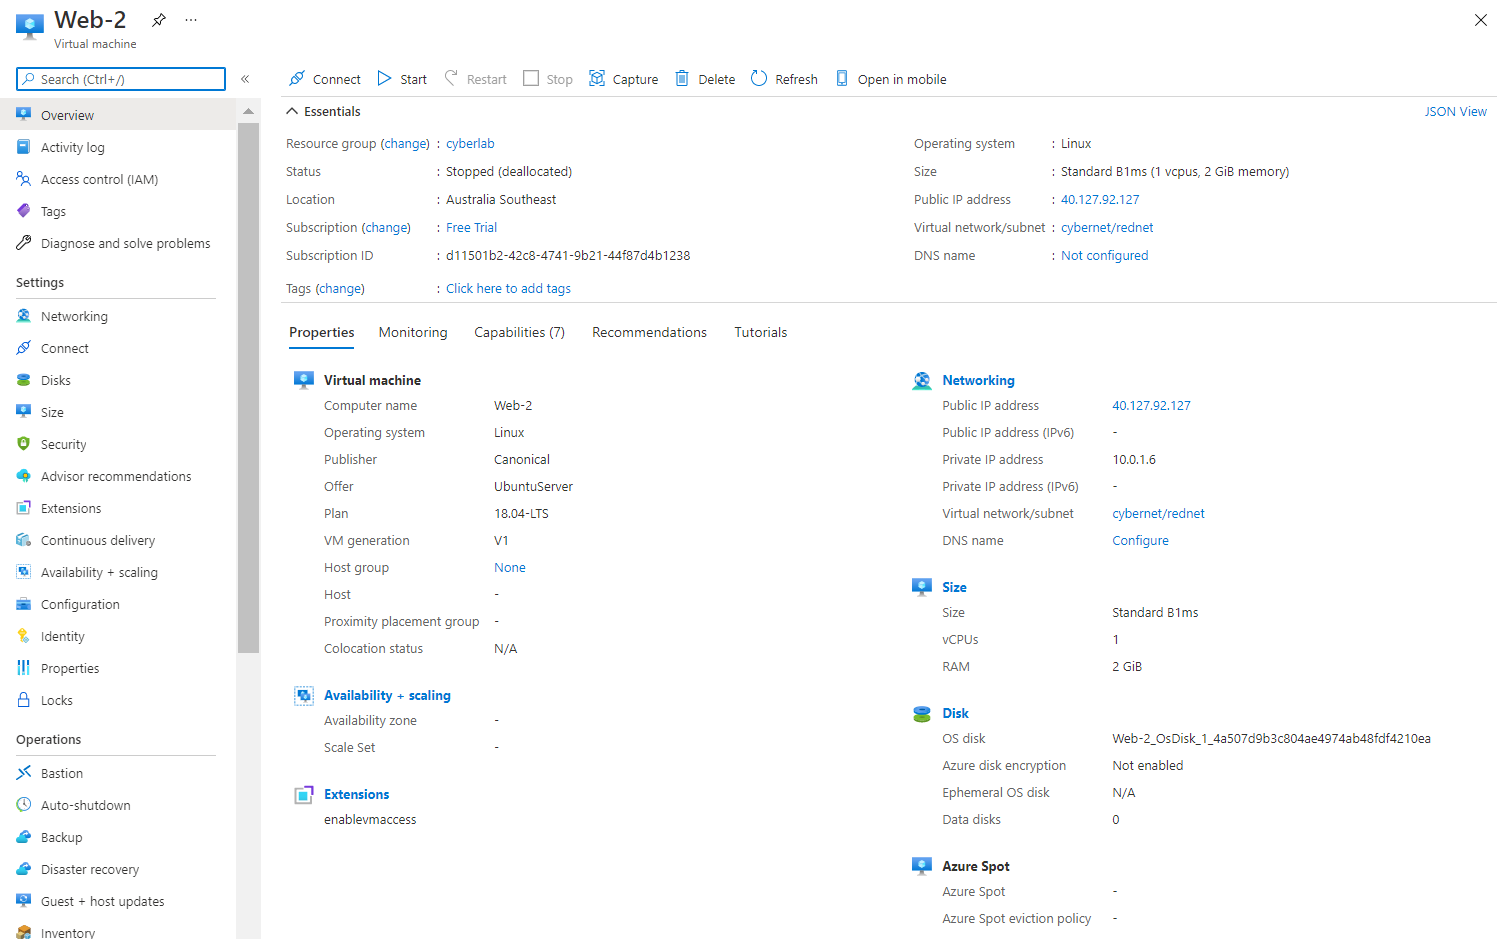 Web-2
Virtual machine
Search (Ctrl+/)
«
Overview
Activity log
Access control (IAM)
Tags
Diagnose and solve problems
Settings
Networking
Connect
Disks
Size
Security
Advisor recommendations
Extensions
Continuous delivery
Availability + scaling
Configuration
Identity
Properties
Locks
Operations
Bastion
Auto-shutdown
Backup
Disaster recovery
Guest + host updates
Inventory
Connect Start Restart Stop Capture Delete Refresh Open in mobile
Essentials
JSON View
Resource group (change) : cyberlab
Status : Stopped (deallocated)
Location : Australia Southeast
Subscription (change) : Free Trial
Subscription ID : d11501b2-42c8-4741-9b21-44f87d4b1238
Tags (change) : Click here to add tags
Operating system : Linux
Size : Standard B1ms (1 vcpus, 2 GiB memory)
Public IP address : 40.127.92.127
Virtual network/subnet : cybernet/rednet
DNS name : Not configured
Properties Monitoring Capabilities (7) Recommendations Tutorials
Virtual machine
Computer name Web-2
Operating system Linux
Publisher Canonical
Offer UbuntuServer
Plan 18.04-LTS
VM generation V1
Host group None
Host -
Proximity placement group -
Colocation status N/A
Availability + scaling
Availability zone -
Scale Set -
Extensions
enablevmaccess
Networking
Public IP address 40.127.92.127
Public IP address (IPv6) -
Private IP address 10.0.1.6
Private IP address (IPv6) -
Virtual network/subnet cybernet/rednet
DNS name Configure
Size
Size Standard B1ms
vCPUs 1
RAM 2 GiB
Disk
OS disk Web-2_OsDisk_1_4a507d9b3c804ae4974ab48fdf4210ea
Azure disk encryption Not enabled
Ephemeral OS disk N/A
Data disks 0
Azure Spot
Azure Spot -
Azure Spot eviction policy -